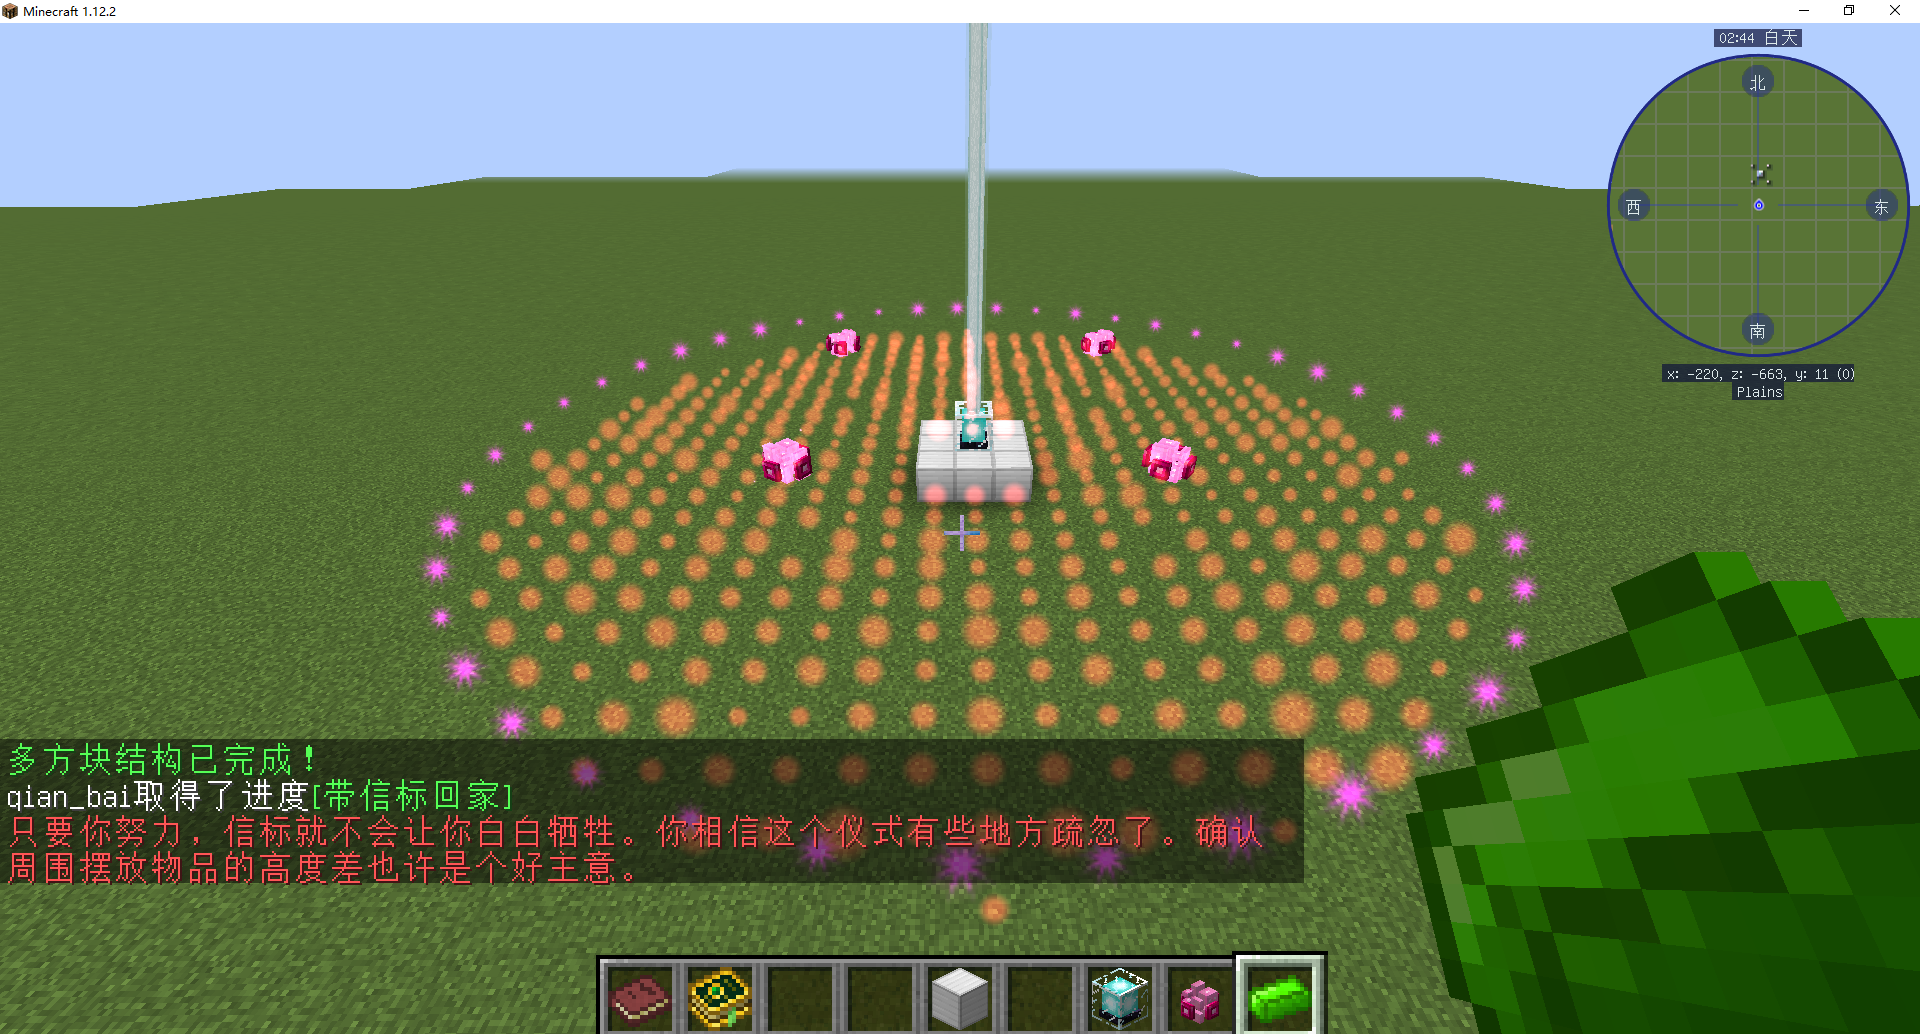 Minecraft 1.12.2
02:44 白天
北
西
东
南
x: -220, z: -663, y: 11 (0)
Plains
多方块结构已完成！
qian_bai取得了进度[带信标回家]
只要你努力，信标就不会让你白白牺牲。你相信这个仪式有些地方疏忽了。确认
周围摆放物品的高度差也许是个好主意。